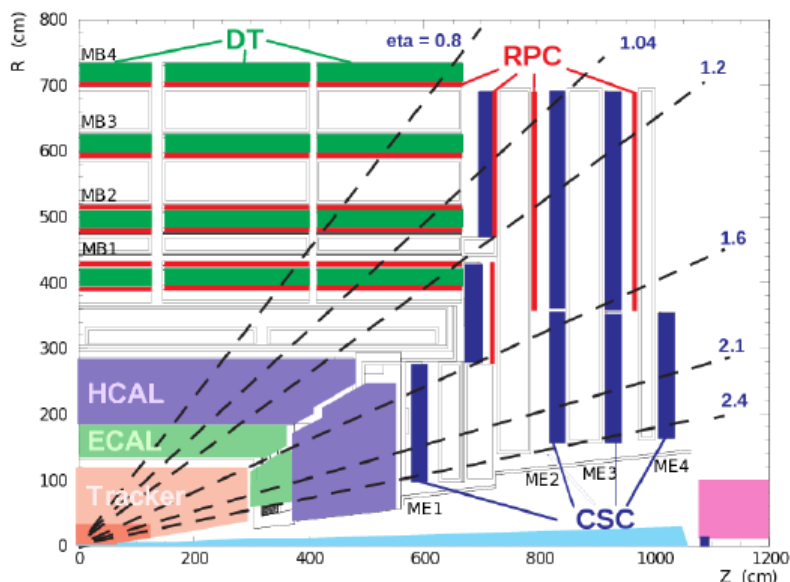 R (cm)
800
700
600
500
400
300
200
100
0
MB4
MB3
MB2
MB1
DT
eta = 0.8
RPC
1.04
1.2
1.6
2.1
2.4
HCAL
ECAL
Tracker
ME1
ME2
ME3
ME4
CSC
0
200
400
600
800
1000
1200
Z (cm)